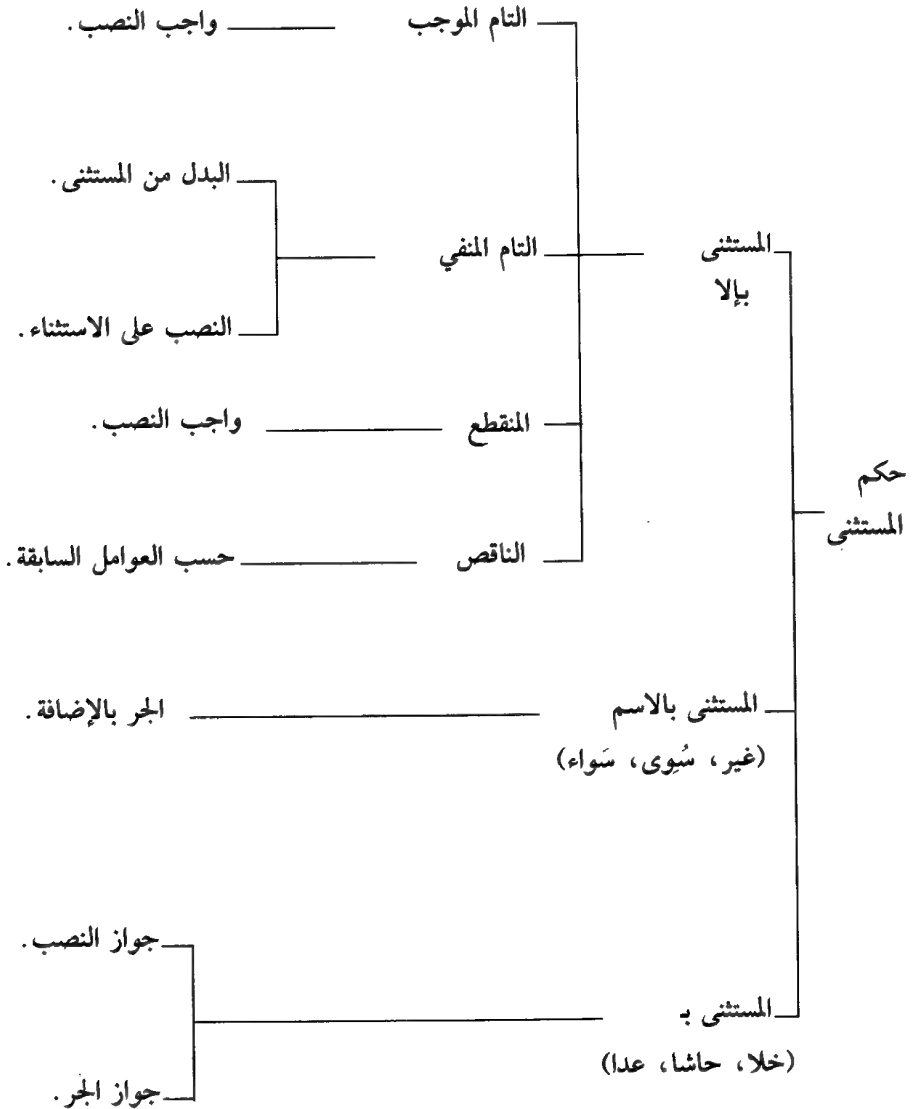 حكم
المستثنى
المستثنى
بإلا
التام الموجب
واجب النصب.
التام المنفي
البدل من المستثنى.
النصب على الاستثناء.
المنقطع
واجب النصب.
الناقص
حسب العوامل السابقة.
المستثنى بالاسم
(غير، سُوِى، سَواء)
الجر بالإضافة.
المستثنى بـ
(خلا، حاشا، عدا)
جواز النصب.
جواز الجر.